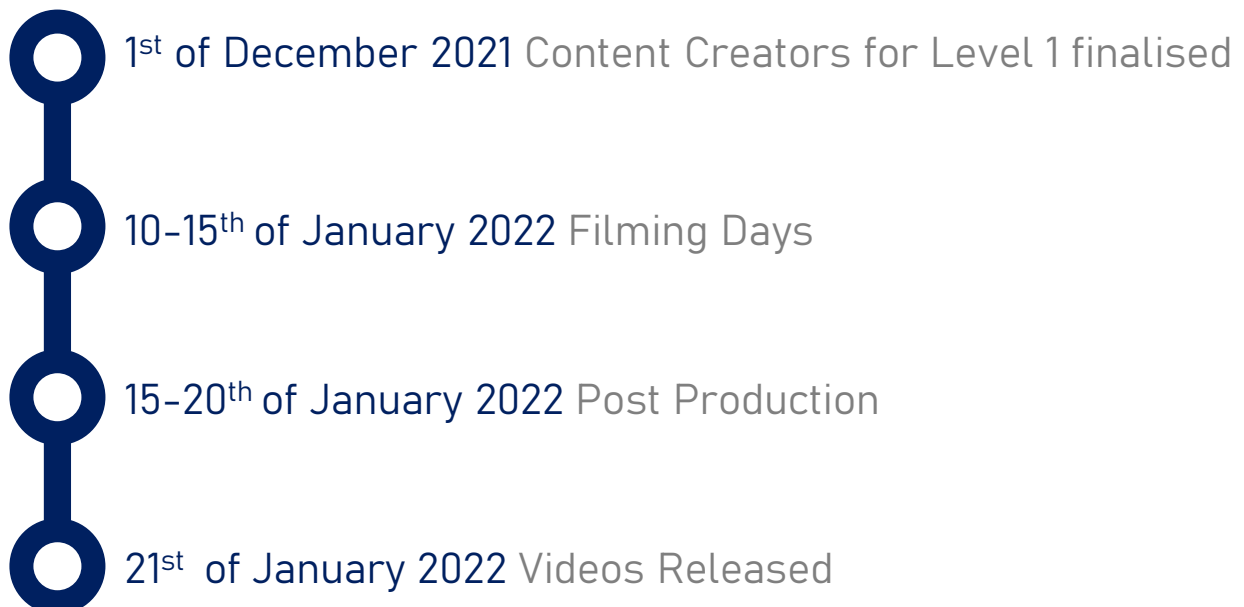 1st of December 2021 Content Creators for Level 1 finalised
10-15th of January 2022 Filming Days
15-20th of January 2022 Post Production
21st of January 2022 Videos Released